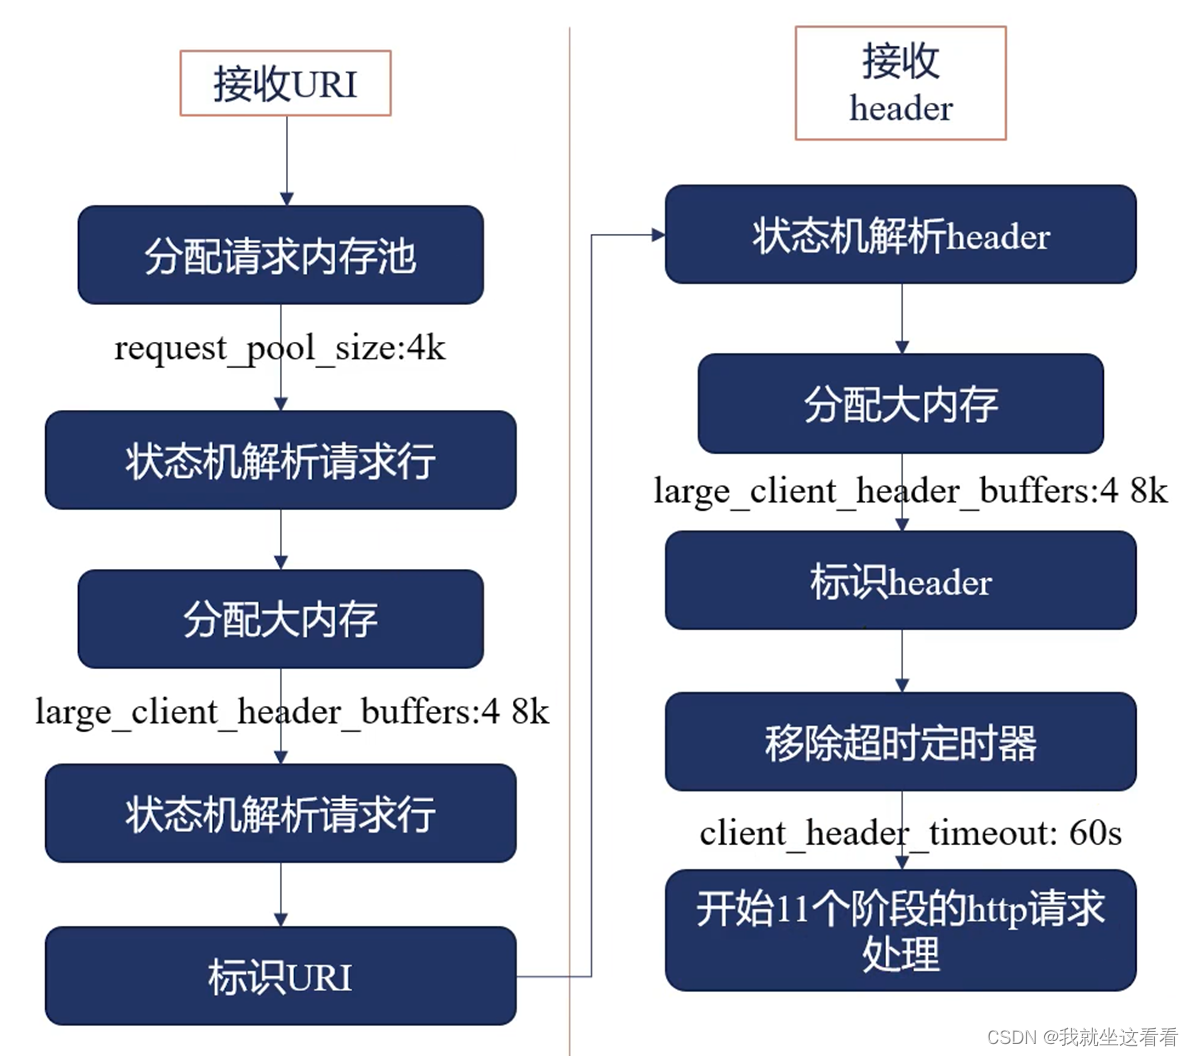 接收URI
分配请求内存池
request_pool_size:4k
状态机解析请求行
分配大内存
large_client_header_buffers:4 8k
状态机解析请求行
标识URI
接收
header
状态机解析header
分配大内存
large_client_header_buffers:4 8k
标识header
移除超时定时器
client_header_timeout: 60s
开始11个阶段的http请求
处理
CSDN @我就坐这看看